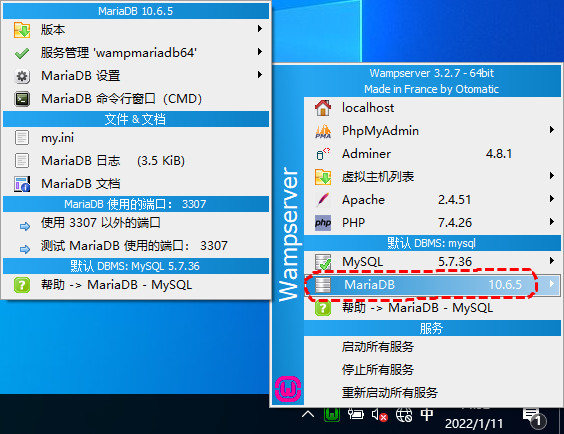 MariaDB 10.6.5
版本
服务管理 'wampmariadb64'
MariaDB 设置
MariaDB 命令行窗口（CMD）
文件 & 文档
my.ini
MariaDB 日志 (3.5 KiB)
MariaDB 文档
MariaDB 使用的端口： 3307
使用 3307 以外的端口
测试 MariaDB 使用的端口： 3307
默认 DBMS: MySQL 5.7.36
帮助 -> MariaDB - MySQL
Wampserver 3.2.7 - 64bit
Made in France by Otomatic
Wampserver
localhost
PhpMyAdmin
Adminer 4.8.1
虚拟主机列表
Apache 2.4.51
PHP 7.4.26
默认 DBMS: mysql
MySQL 5.7.36
MariaDB 10.6.5
帮助 -> MariaDB - MySQL
服务
启动所有服务
停止所有服务
重新启动所有服务
中
2022/1/11
1